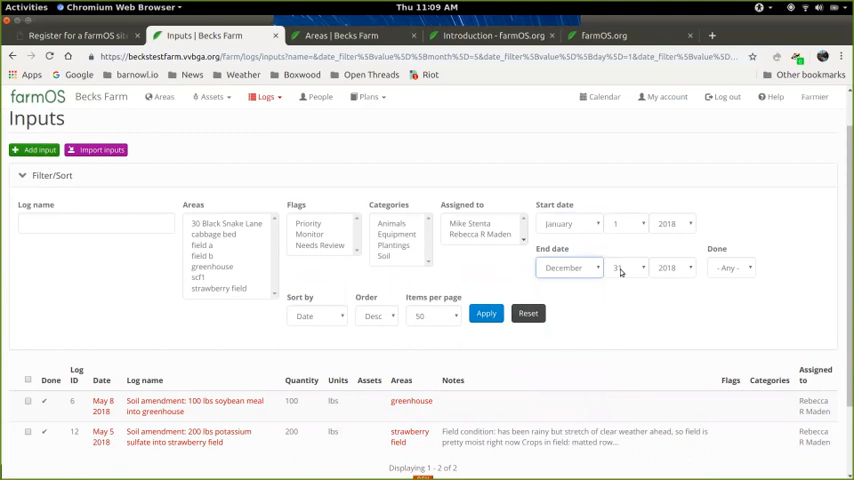 Activities Chromium Web Browser Thu 11:09 AM
Register for a farmOS sit Inputs | Becks Farm Areas | Becks Farm Introduction · farmOS.org farmOS.org
https://beckstestfarm.vvbga.org/farm/logs/inputs?name=&date_filter%5Bvalue%5D%5Bmonth%5D=5&date_filter%5Bvalue%5D%5Bday%5D=1&date_filter%5Bvalue%5D%...
Apps Google barnowl.io News Weather Boxwood Open Threads Riot Other bookmarks
farmOS Becks Farm Areas Assets Logs People Plans Calendar My account Log out Help Farmier
Inputs
Add input Import inputs
Filter/Sort
Log name Areas Flags Categories Assigned to Start date
30 Black Snake Lane
cabbage bed
field a
field b
greenhouse
scf1
strawberry field
Priority
Monitor
Needs Review
Animals
Equipment
Plantings
Soil
Mike Stenta
Rebecca R Maden
January 1 2018
End date Done
December 31 2018 - Any -
Sort by Order Items per page
Date Desc 50 Apply Reset
Done Log ID Date Log name Quantity Units Assets Areas Notes Flags Categories Assigned to
6 May 8 2018 Soil amendment: 100 lbs soybean meal into greenhouse 100 lbs greenhouse Rebecca R Maden
12 May 5 2018 Soil amendment: 200 lbs potassium sulfate into strawberry field 200 lbs strawberry field Field condition: has been rainy but stretch of clear weather ahead, so field is pretty moist right now Crops in field: matted row... Rebecca R Maden
Displaying 1 - 2 of 2